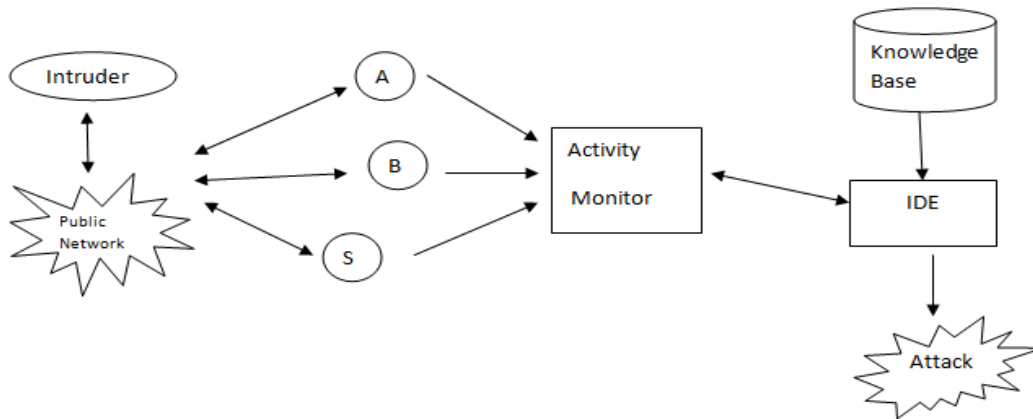 Intruder
Public
Network
A
B
S
Activity
Monitor
Knowledge
Base
IDE
Attack